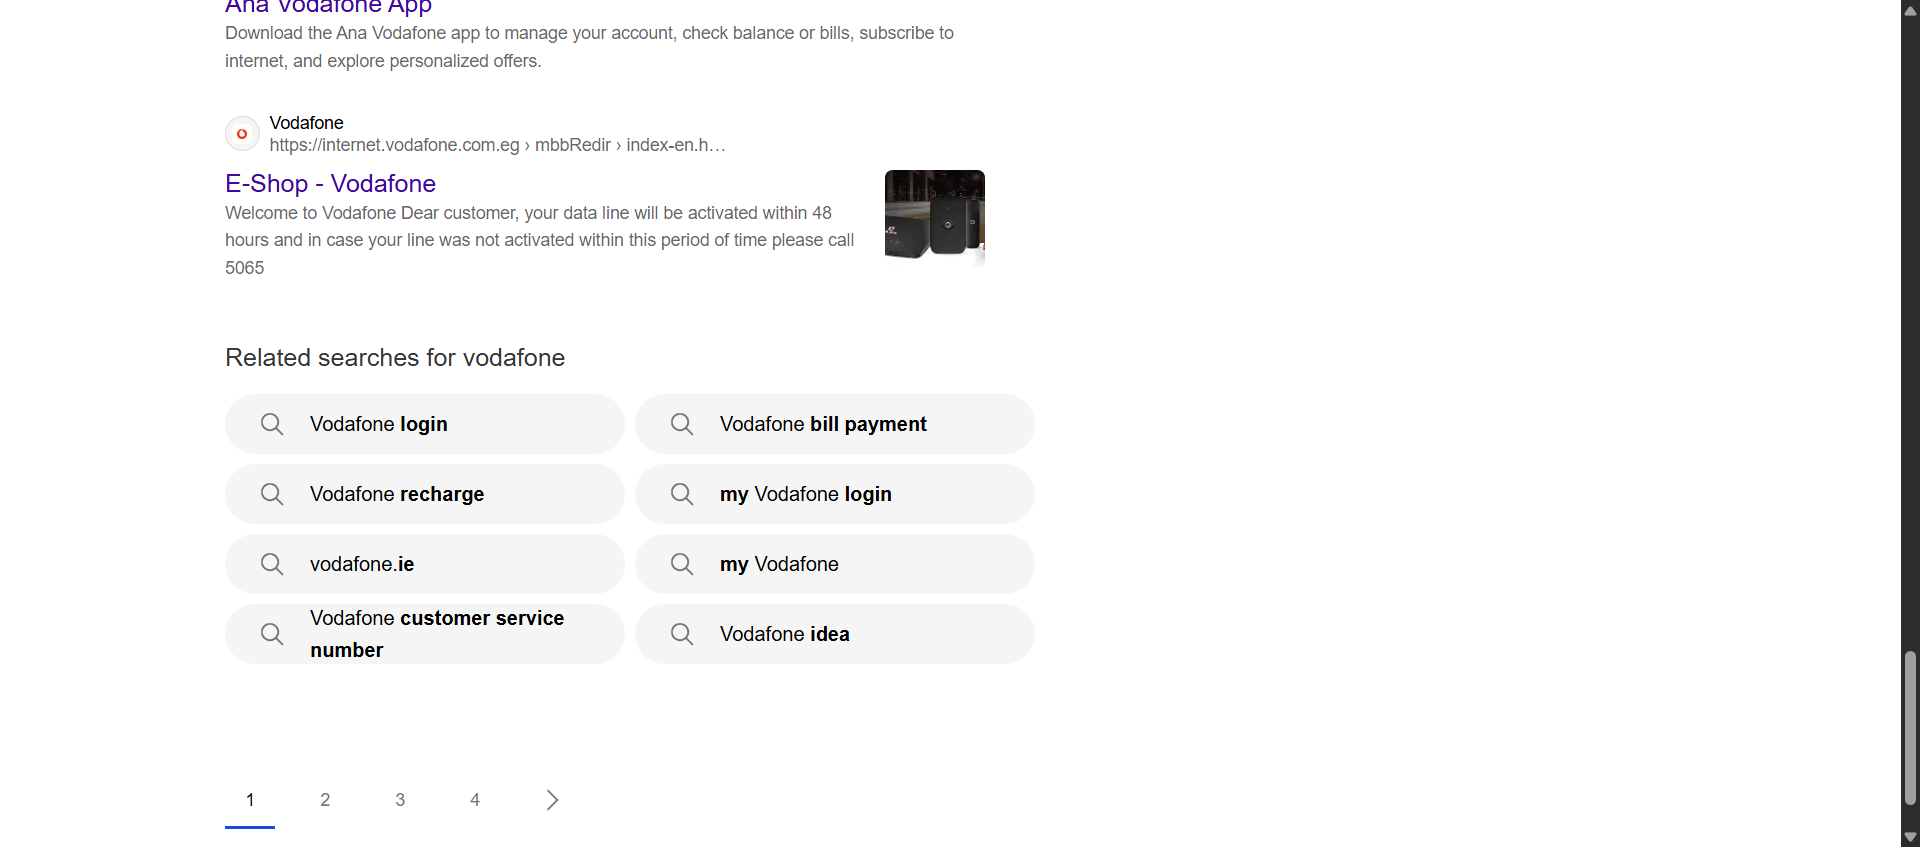 Ana Vodafone App
Download the Ana Vodafone app to manage your account, check balance or bills, subscribe to
internet, and explore personalized offers.
Vodafone
https://internet.vodafone.com.eg › mbbRedir › index-en.h…
E-Shop - Vodafone
Welcome to Vodafone Dear customer, your data line will be activated within 48
hours and in case your line was not activated within this period of time please call
5065
Related searches for vodafone
Vodafone login
Vodafone bill payment
Vodafone recharge
my Vodafone login
vodafone.ie
my Vodafone
Vodafone customer service
number
Vodafone idea
1 2 3 4